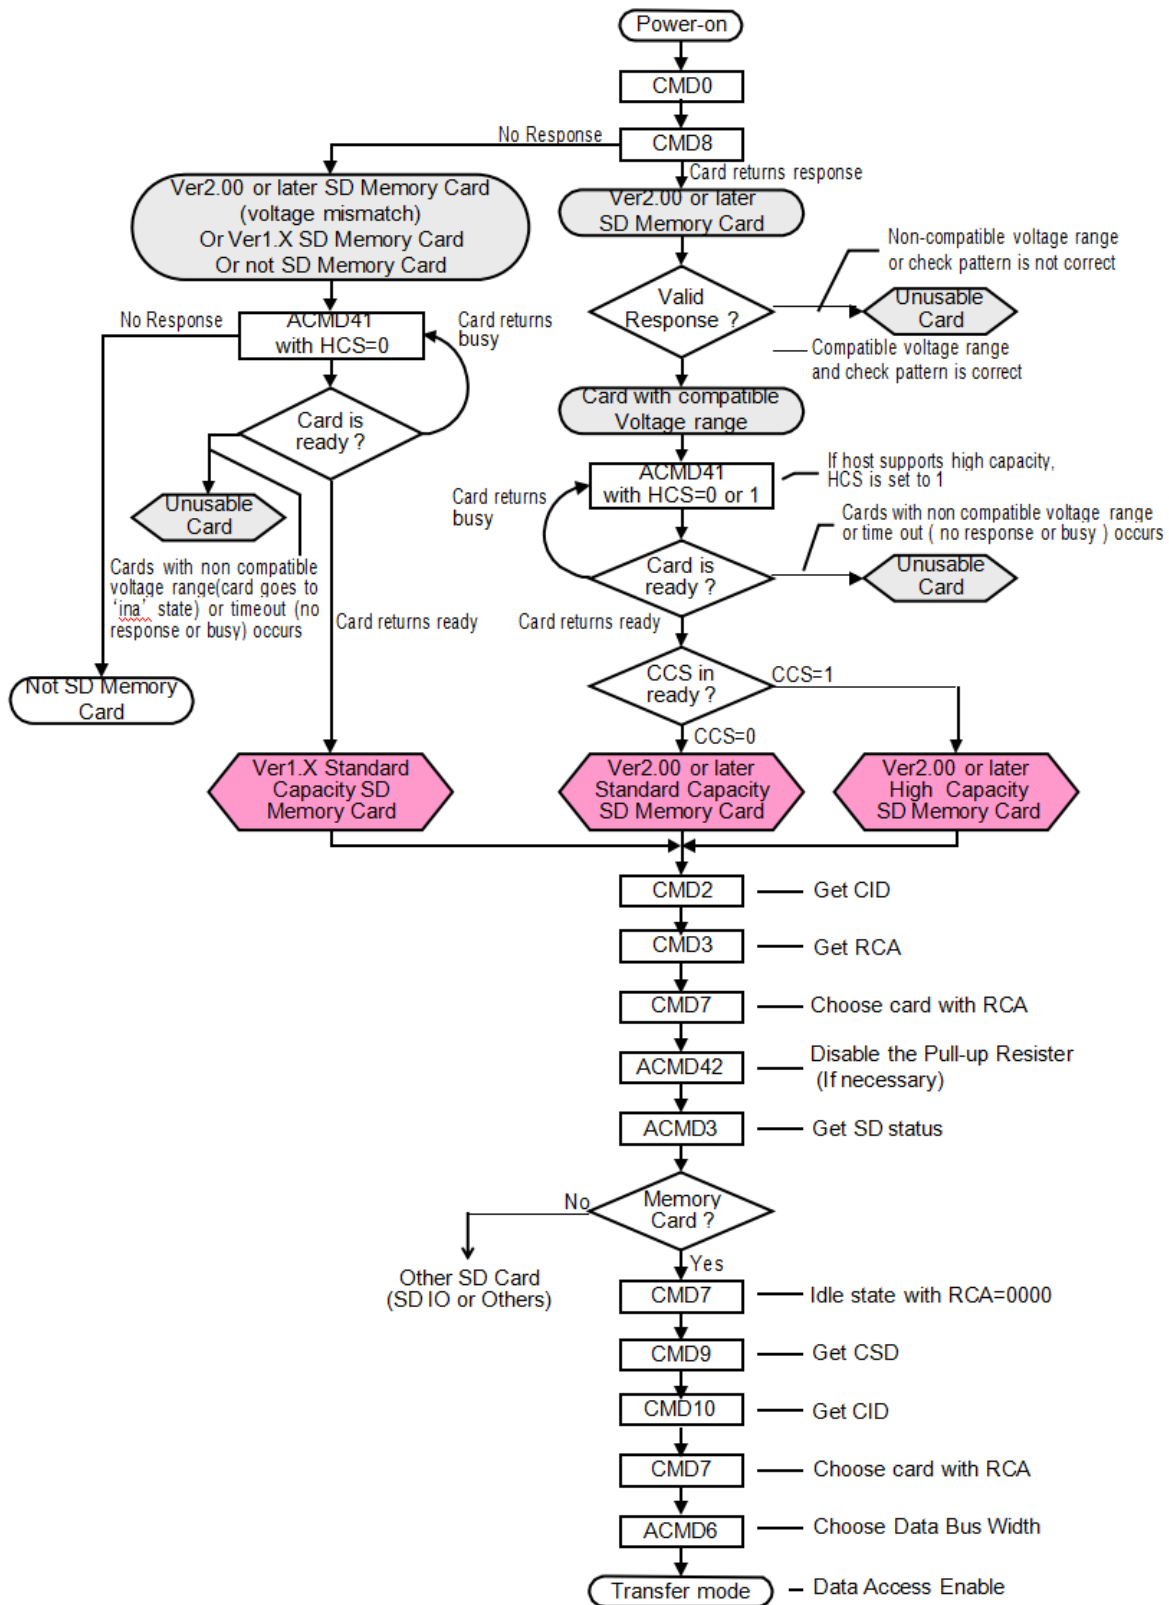 Power-on
CMD0
No Response
CMD8
Card returns response
Ver2.00 or later SD Memory Card
(voltage mismatch)
Or Ver1.X SD Memory Card
Or not SD Memory Card
Ver2.00 or later
SD Memory Card
Non-compatible voltage range
or check pattern is not correct
Valid
Response ?
Unusable
Card
No Response
ACMD41
with HCS=0
Card returns
busy
Compatible voltage range
and check pattern is correct
Card is
ready ?
Card with compatible
Voltage range
If host supports high capacity,
HCS is set to 1
ACMD41
with HCS=0 or 1
Card returns
busy
Unusable
Card
Cards with non compatible voltage range
or time out ( no response or busy ) occurs
Card is
ready ?
Unusable
Card
Cards with non compatible
voltage range(card goes to
‘ina’ state) or timeout (no
response or busy) occurs
Card returns ready
Card returns ready
CCS in
ready ?
CCS=1
Not SD Memory
Card
CCS=0
Ver1.X Standard
Capacity SD
Memory Card
Ver2.00 or later
Standard Capacity
SD Memory Card
Ver2.00 or later
High Capacity
SD Memory Card
CMD2
Get CID
CMD3
Get RCA
CMD7
Choose card with RCA
ACMD42
Disable the Pull-up Resister
(If necessary)
ACMD3
Get SD status
No
Memory
Card ?
Yes
Other SD Card
(SD IO or Others)
CMD7
Idle state with RCA=0000
CMD9
Get CSD
CMD10
Get CID
CMD7
Choose card with RCA
ACMD6
Choose Data Bus Width
Transfer mode
Data Access Enable